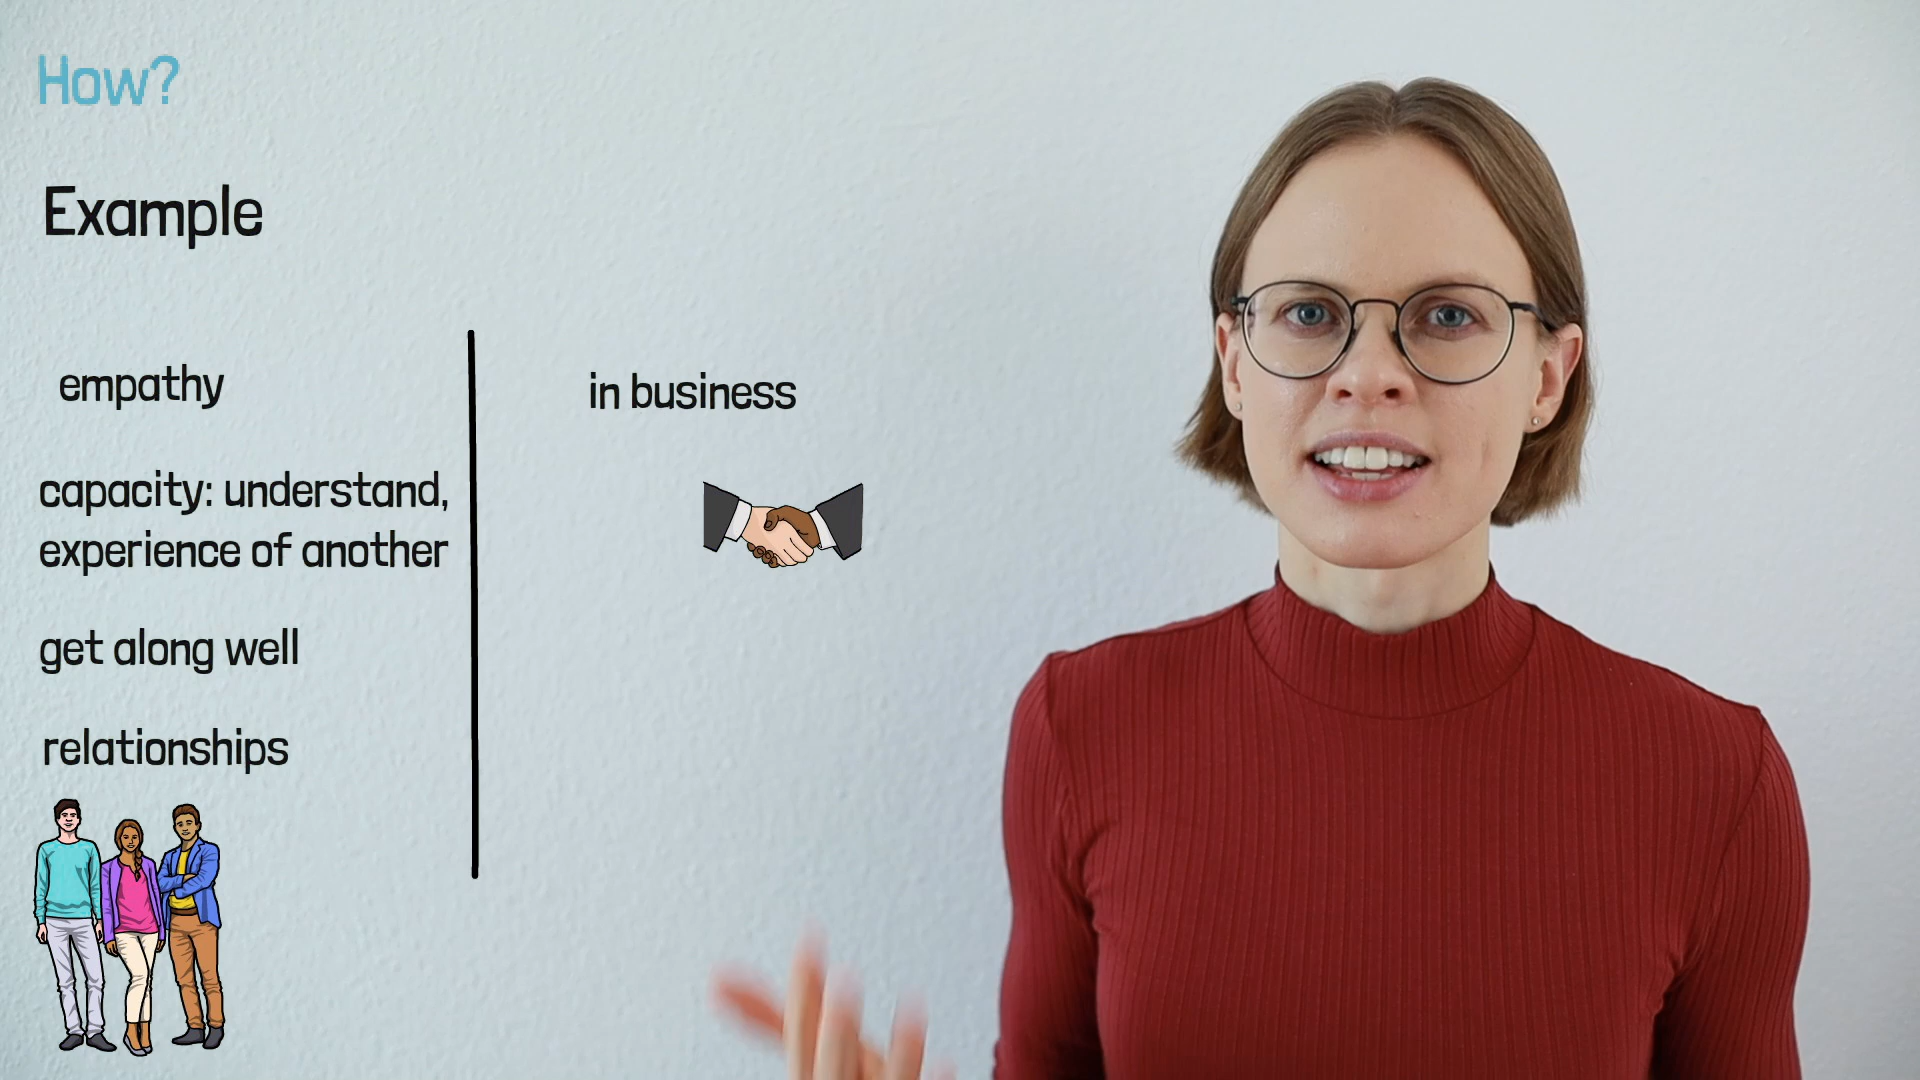 How?
Example
empathy
capacity: understand,
experience of another
get along well
relationships
in business